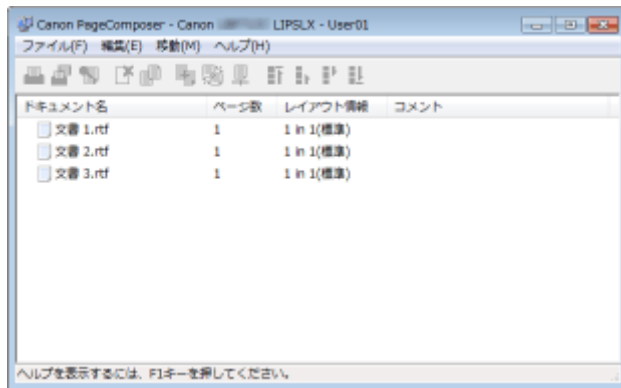 Canon PageComposer - Canon LIPSLX - User01
ファイル(F) 編集(E) 移動(M) ヘルプ(H)
ドキュメント名 ページ数 レイアウト情報 コメント
文書 1.rtf 1 1 in 1(標準)
文書 2.rtf 1 1 in 1(標準)
文書 3.rtf 1 1 in 1(標準)
ヘルプを表示するには、F1キーを押してください。